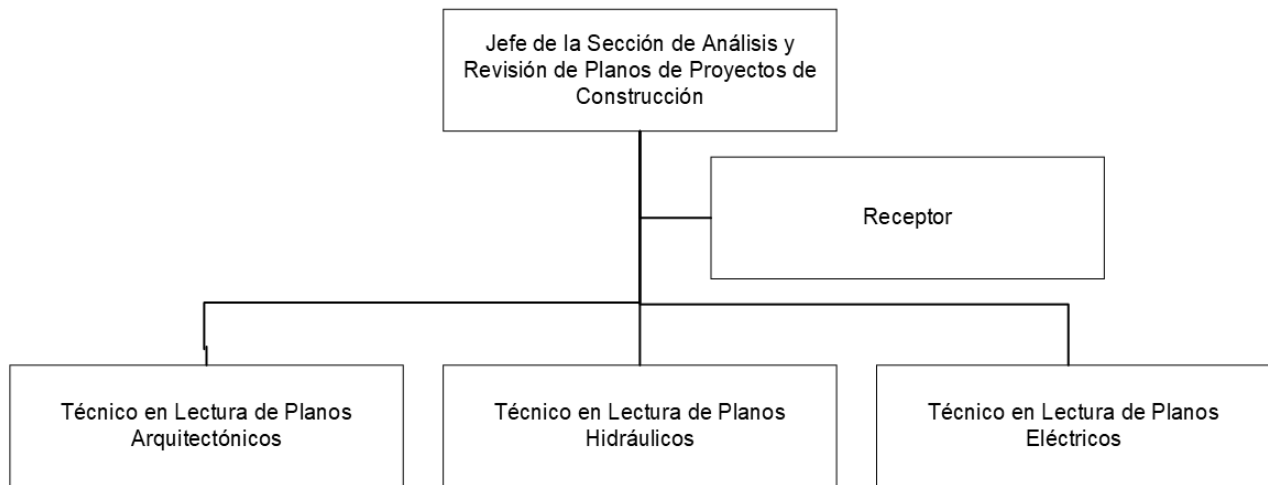 Jefe de la Sección de Análisis y
Revisión de Planos de Proyectos de
Construcción
Receptor
Técnico en Lectura de Planos
Arquitectónicos
Técnico en Lectura de Planos
Hidráulicos
Técnico en Lectura de Planos
Eléctricos